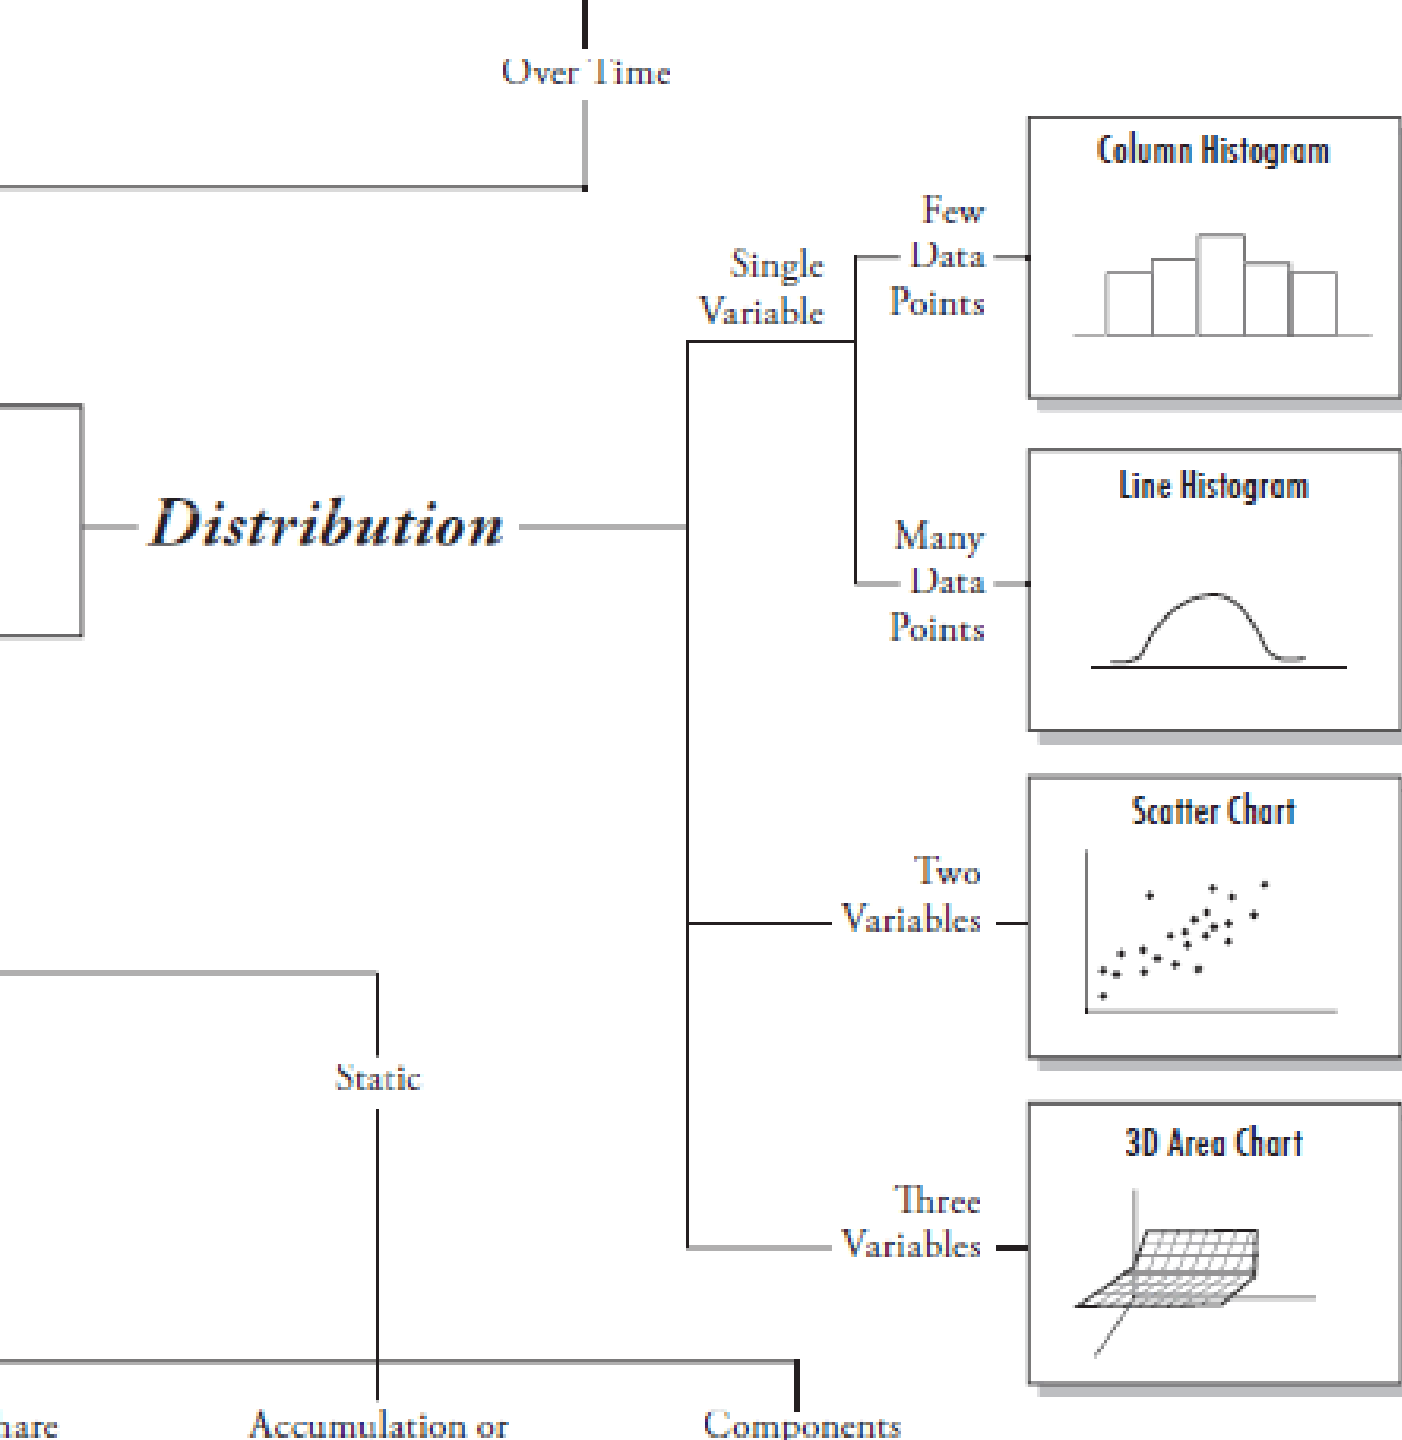 Over Time
Column Histogram
Few
Data
Points
Single
Variable
Distribution
Line Histogram
Many
Data
Points
Scatter Chart
Two
Variables
Static
3D Area Chart
Three
Variables
hare
Accumulation or
Components